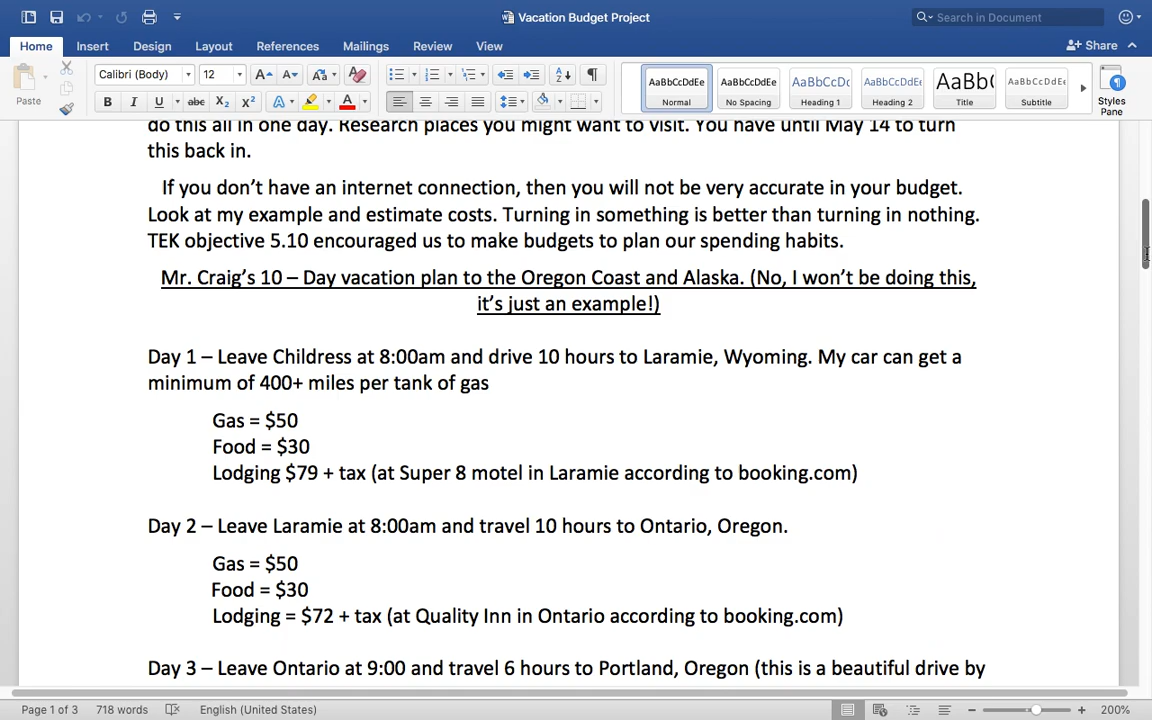 Vacation Budget Project
Search in Document
Home Insert Design Layout References Mailings Review View
Share
Paste
Calibri (Body) 12
AaBbCcDdEe AaBbCcDdEe AaBbCcDc AaBbCcDdEe AaBb( AaBbCcDdEe
Normal No Spacing Heading 1 Heading 2 Title Subtitle
Styles
Pane
do this all in one day. Research places you might want to visit. You have until May 14 to turn
this back in.
If you don’t have an internet connection, then you will not be very accurate in your budget.
Look at my example and estimate costs. Turning in something is better than turning in nothing.
TEK objective 5.10 encouraged us to make budgets to plan our spending habits.
Mr. Craig’s 10 – Day vacation plan to the Oregon Coast and Alaska. (No, I won’t be doing this,
it’s just an example!)
Day 1 – Leave Childress at 8:00am and drive 10 hours to Laramie, Wyoming. My car can get a
minimum of 400+ miles per tank of gas
Gas = $50
Food = $30
Lodging $79 + tax (at Super 8 motel in Laramie according to booking.com)
Day 2 – Leave Laramie at 8:00am and travel 10 hours to Ontario, Oregon.
Gas = $50
Food = $30
Lodging = $72 + tax (at Quality Inn in Ontario according to booking.com)
Day 3 – Leave Ontario at 9:00 and travel 6 hours to Portland, Oregon (this is a beautiful drive by
Page 1 of 3 718 words English (United States) 200%